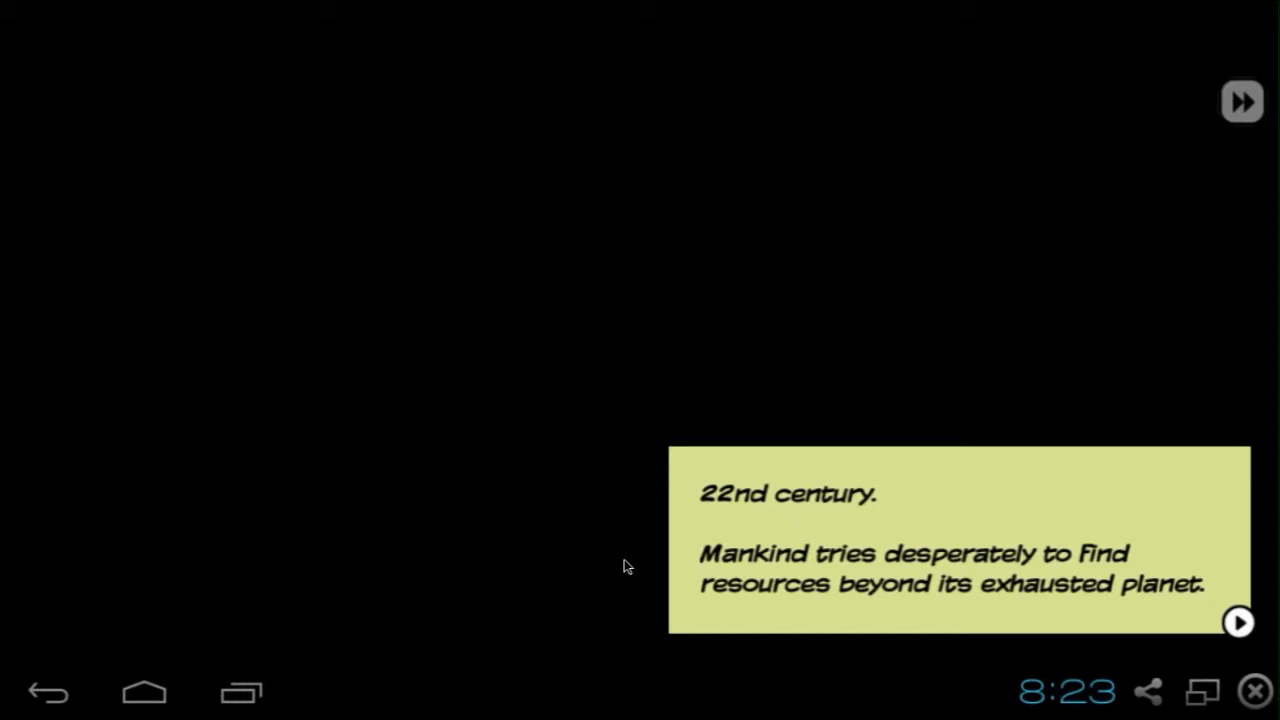 22nd century.
Mankind tries desperately to find
resources beyond its exhausted planet.
8:23